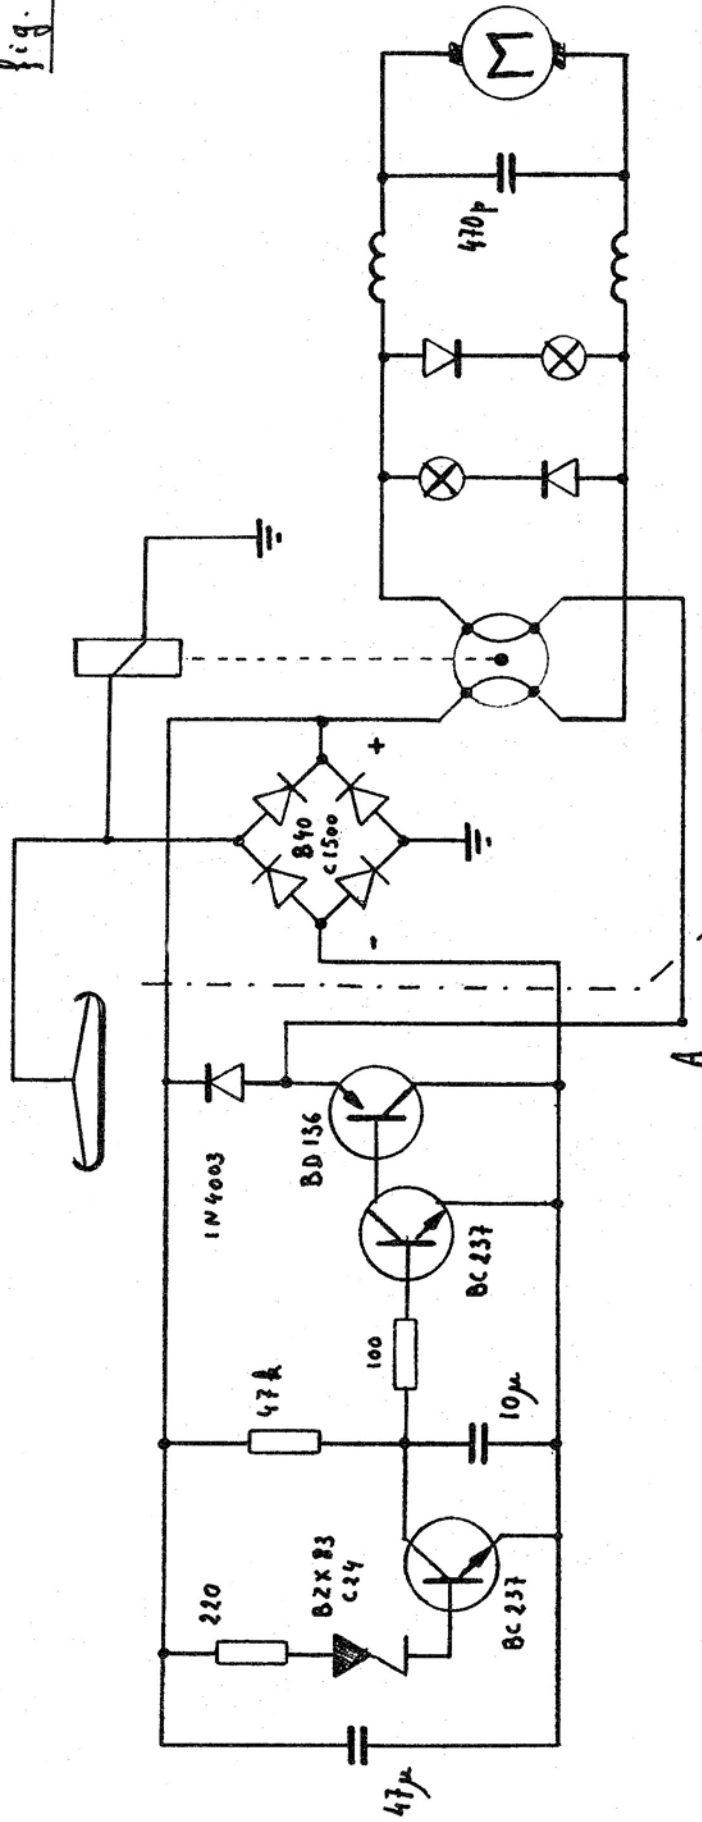 fig.
M
470p
+
B40
C1500
-
A
1N4003
BD136
BC237
100
47k
10µ
BZX83
C24
220
BC237
47µ